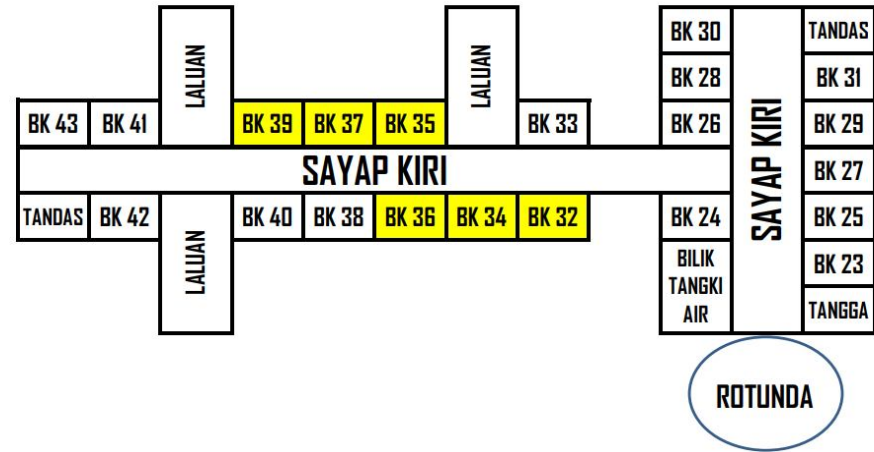 BK 30
TANDAS
LALUAN
LALUAN
BK 28
BK 31
BK 43
BK 41
BK 39
BK 37
BK 35
BK 33
BK 26
SAYAP KIRI
BK 29
SAYAP KIRI
BK 27
TANDAS
BK 42
LALUAN
BK 40
BK 38
BK 36
BK 34
BK 32
BK 24
BK 25
BILIK
TANGKI
AIR
BK 23
TANGGA
ROTUNDA